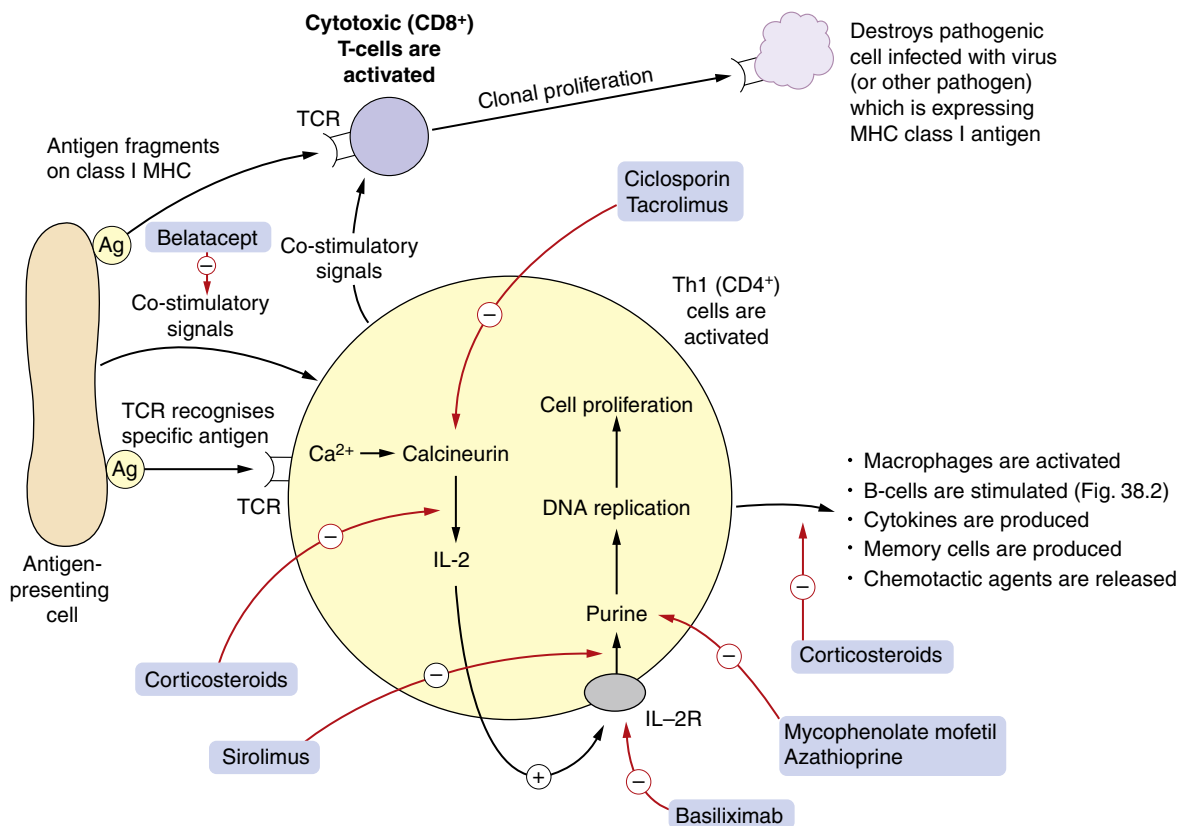 Cytotoxic (CD8⁺)
T-cells are
activated
Destroys pathogenic
cell infected with virus
(or other pathogen)
which is expressing
MHC class I antigen
Clonal proliferation
TCR
Antigen fragments
on class I MHC
Ciclosporin
Tacrolimus
Ag
Belatacept
−
Co-stimulatory
signals
Co-stimulatory
signals
−
Th1 (CD4⁺)
cells are
activated
TCR recognises
specific antigen
Cell proliferation
Ag
Ca²⁺
Calcineurin
TCR
DNA replication
• Macrophages are activated
• B-cells are stimulated (Fig. 38.2)
• Cytokines are produced
• Memory cells are produced
• Chemotactic agents are released
−
IL-2
Antigen-
presenting
cell
Purine
−
−
Corticosteroids
Corticosteroids
−
IL–2R
Sirolimus
Mycophenolate mofetil
Azathioprine
+
−
Basiliximab